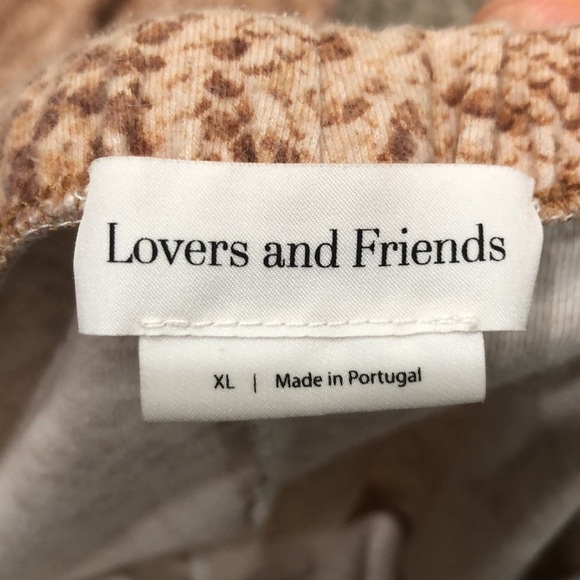 Lovers and Friends
XL | Made in Portugal